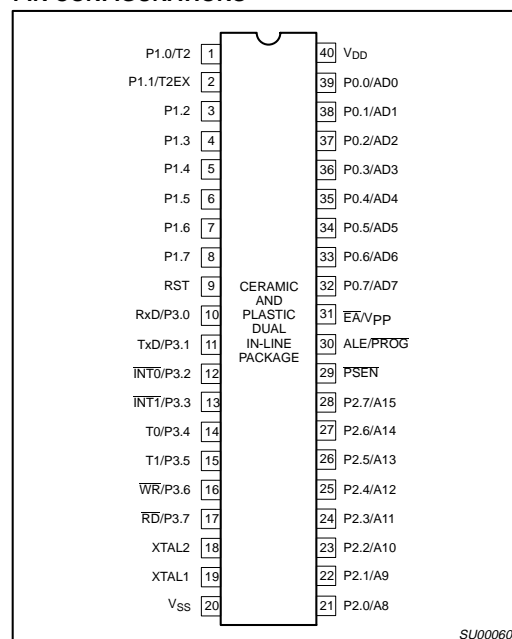 P1.0/T2 1
P1.1/T2EX 2
P1.2 3
P1.3 4
P1.4 5
P1.5 6
P1.6 7
P1.7 8
RST 9
RxD/P3.0 10
TxD/P3.1 11
INT0/P3.2 12
INT1/P3.3 13
T0/P3.4 14
T1/P3.5 15
WR/P3.6 16
RD/P3.7 17
XTAL2 18
XTAL1 19
VSS 20
CERAMIC
AND
PLASTIC
DUAL
IN-LINE
PACKAGE
40 VDD
39 P0.0/AD0
38 P0.1/AD1
37 P0.2/AD2
36 P0.3/AD3
35 P0.4/AD4
34 P0.5/AD5
33 P0.6/AD6
32 P0.7/AD7
31 EA/VPP
30 ALE/PROG
29 PSEN
28 P2.7/A15
27 P2.6/A14
26 P2.5/A13
25 P2.4/A12
24 P2.3/A11
23 P2.2/A10
22 P2.1/A9
21 P2.0/A8
SU00060